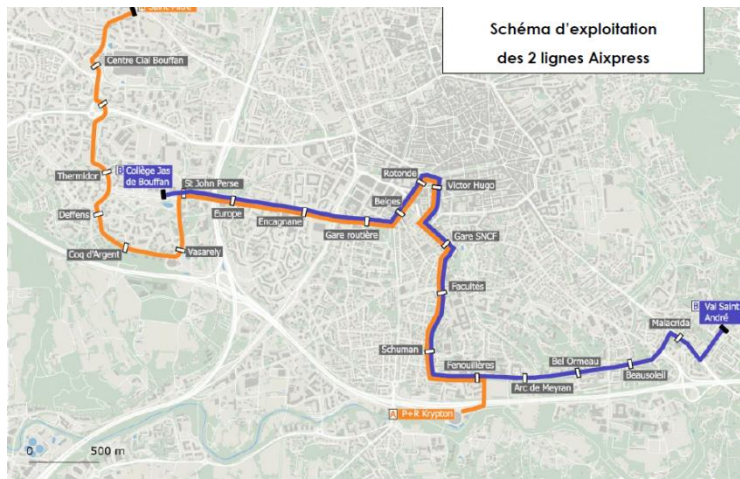 Schéma d'exploitation
des 2 lignes Aixpress
Centre Cial Bouffan
Thermidor
B Collège Jas
de Bouffan
St John Perse
Deffens
Coq d'Argent
Vasarely
Europe
Encagnane
Gare routière
Belges
Rotonde
Victor Hugo
Gare SNCF
Facultés
Schuman
Fenouillères
A P+R Krypton
Arc de Meyran
Bel Ormeau
Beausoleil
Malacrida
B Val Saint
André
0 500 m